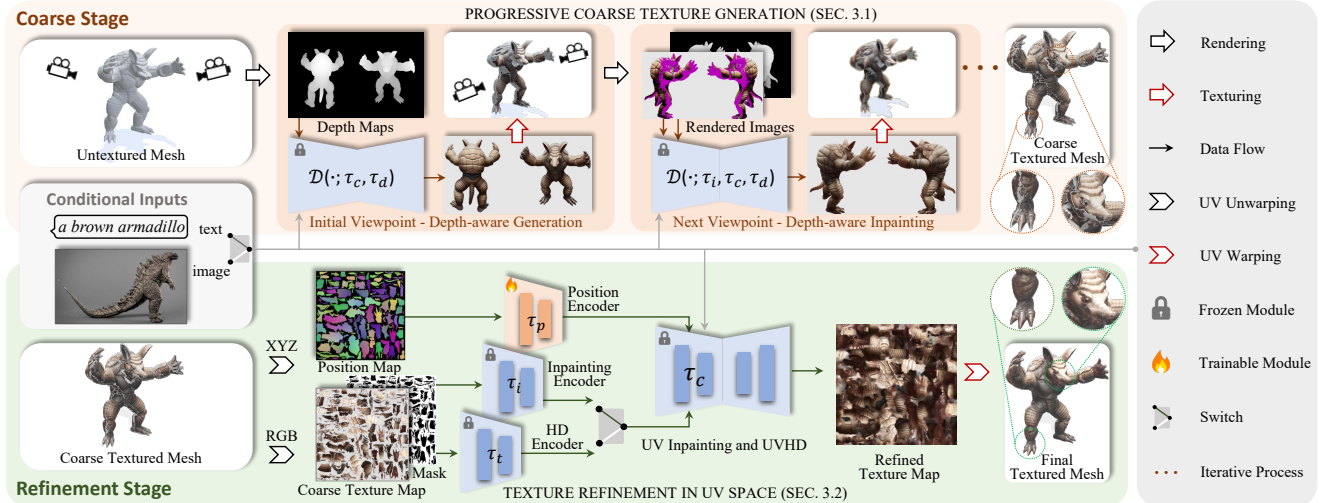 Coarse Stage
PROGRESSIVE COARSE TEXTURE GNERATION (SEC. 3.1)
Untextured Mesh
Depth Maps
𝒟(·; τc, τd)
Initial Viewpoint - Depth-aware Generation
Rendered Images
𝒟(·; τi, τc, τd)
Next Viewpoint - Depth-aware Inpainting
Coarse
Textured Mesh
Conditional Inputs
a brown armadillo
text
image
XYZ
Position Map
τp
Position
Encoder
τi
Inpainting
Encoder
RGB
Coarse Textured Mesh
Coarse Texture Map
Mask
τt
HD
Encoder
τc
UV Inpainting and UVHD
Refined
Texture Map
Final
Textured Mesh
Refinement Stage
TEXTURE REFINEMENT IN UV SPACE (SEC. 3.2)
Rendering
Texturing
Data Flow
UV Unwarping
UV Warping
Frozen Module
Trainable Module
Switch
Iterative Process